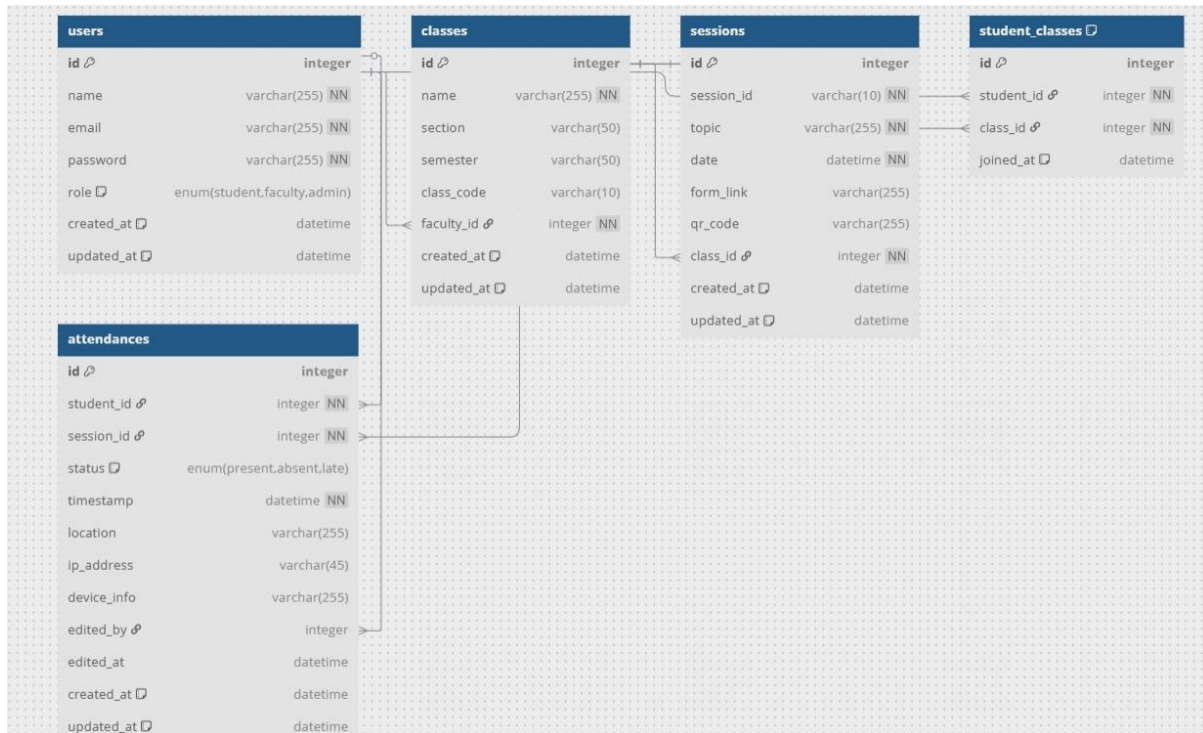 users
id integer
name varchar(255) NN
email varchar(255) NN
password varchar(255) NN
role enum(student,faculty,admin)
created_at datetime
updated_at datetime
classes
id integer
name varchar(255) NN
section varchar(50)
semester varchar(50)
class_code varchar(10)
faculty_id integer NN
created_at datetime
updated_at datetime
sessions
id integer
session_id varchar(10) NN
topic varchar(255) NN
date datetime NN
form_link varchar(255)
qr_code varchar(255)
class_id integer NN
created_at datetime
updated_at datetime
student_classes
id integer
student_id integer NN
class_id integer NN
joined_at datetime
attendances
id integer
student_id integer NN
session_id integer NN
status enum(present,absent,late)
timestamp datetime NN
location varchar(255)
ip_address varchar(45)
device_info varchar(255)
edited_by integer
edited_at datetime
created_at datetime
updated_at datetime